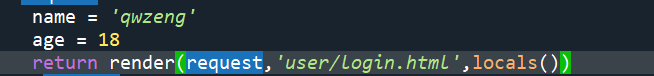 name = 'qwzeng'
age = 18
return render(request,'user/login.html',locals())